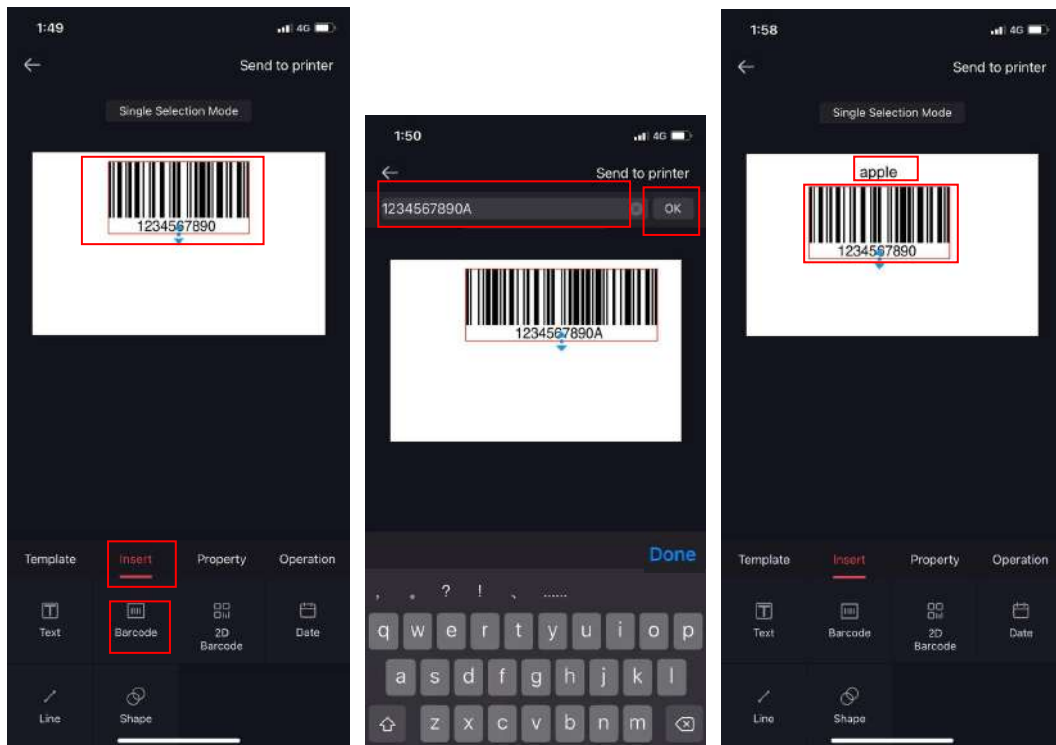 1:49 4G
Send to printer
Single Selection Mode
1234567890
Template Insert Property Operation
Text Barcode 2D Barcode Date
Line Shape
1:50 4G
Send to printer
1234567890A OK
1234567890A
Done
, 。 ? ! 、 ......
q w e r t y u i o p
a s d f g h j k l
z x c v b n m
1:58 4G
Send to printer
Single Selection Mode
apple
1234567890
Template Insert Property Operation
Text Barcode 2D Barcode Date
Line Shape